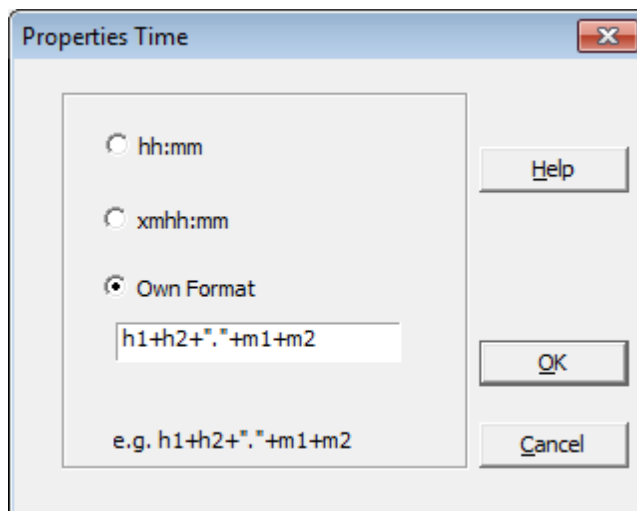 Properties Time
hh:mm
Help
xmhh:mm
Own Format
h1+h2+"."+m1+m2
OK
e.g. h1+h2+"."+m1+m2
Cancel